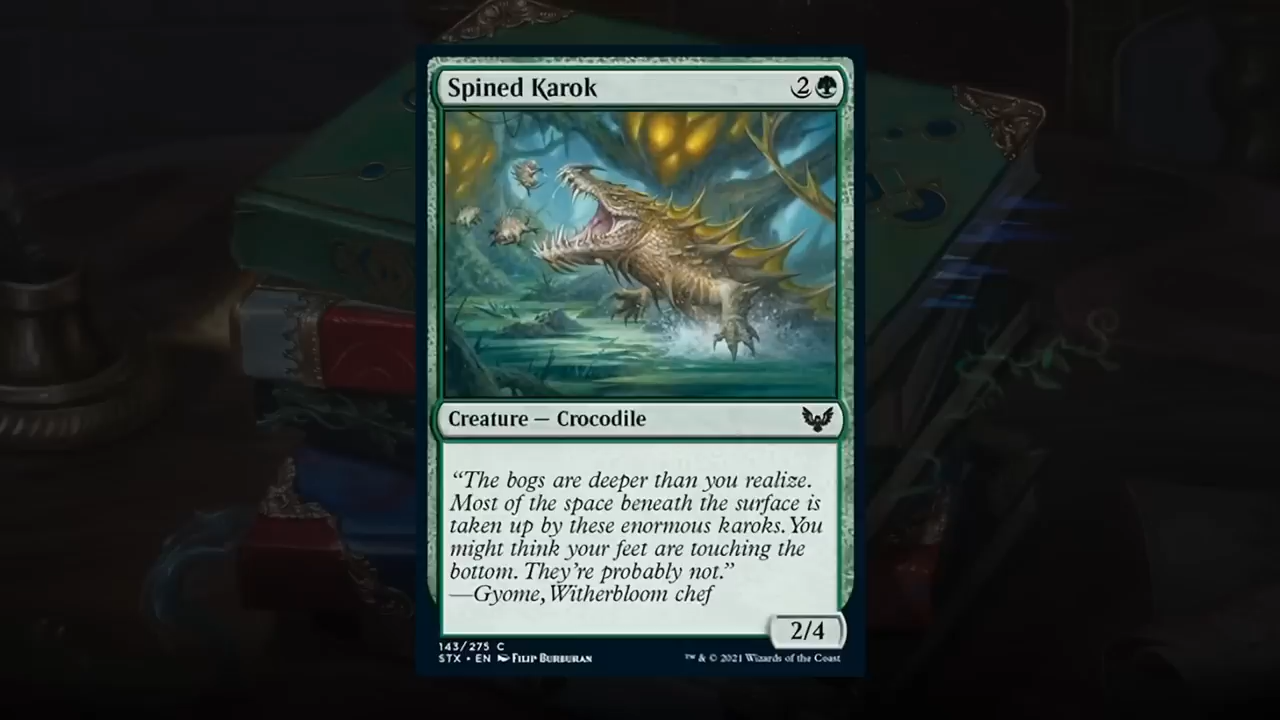 Spined Karok 2
Creature — Crocodile
“The bogs are deeper than you realize.
Most of the space beneath the surface is
taken up by these enormous karoks. You
might think your feet are touching the
bottom. They’re probably not.”
—Gyome, Witherbloom chef
2/4
143/275 C
STX • EN Filip Burburan
™ & © 2021 Wizards of the Coast